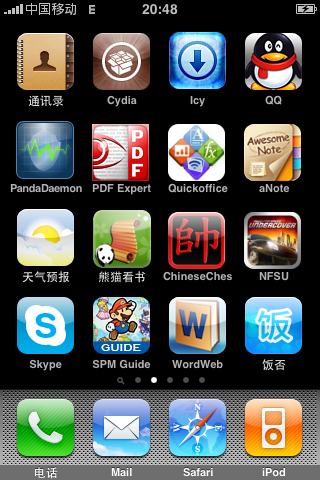 中国移动 E 20:48
通讯录 Cydia Icy QQ
PDF
A
fx
Awesome
Note
PandaDaemon PDF Expert Quickoffice aNote
帥
UNDERCOVER
天气预报 熊猫看书 ChineseChes NFSU
S
GUIDE
W
饭
Skype SPM Guide WordWeb 饭否
电话 Mail Safari iPod